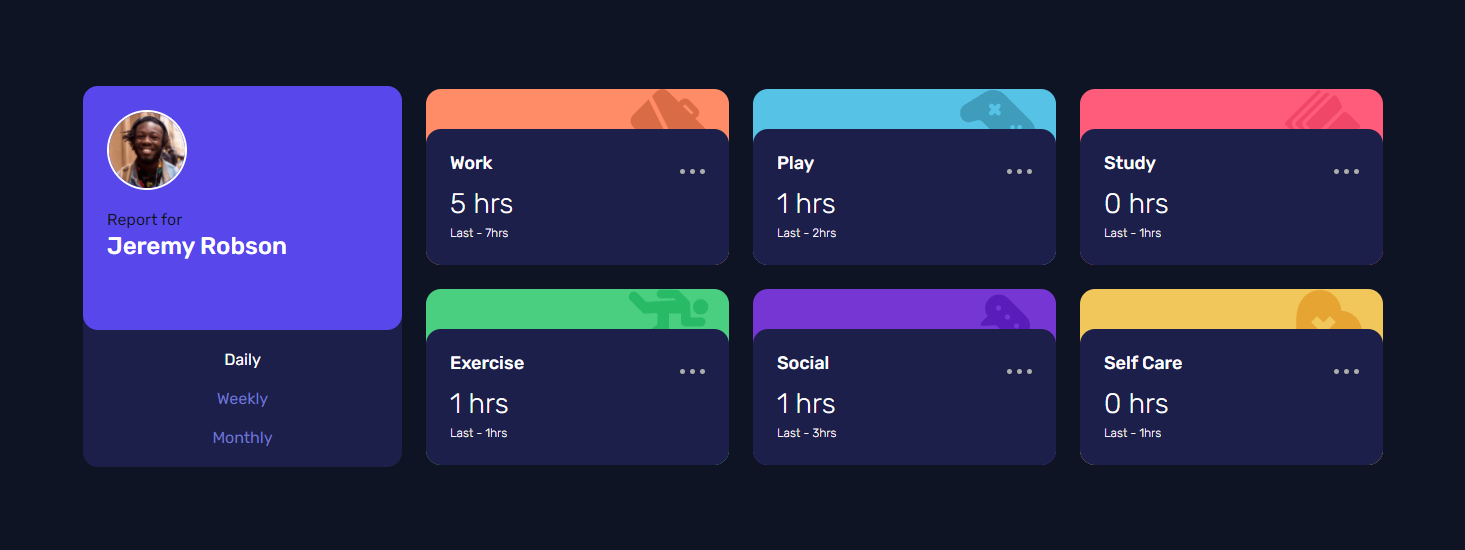 Report for
Jeremy Robson
Daily
Weekly
Monthly
Work
5 hrs
Last - 7hrs
Play
1 hrs
Last - 2hrs
Study
0 hrs
Last - 1hrs
Exercise
1 hrs
Last - 1hrs
Social
1 hrs
Last - 3hrs
Self Care
0 hrs
Last - 1hrs